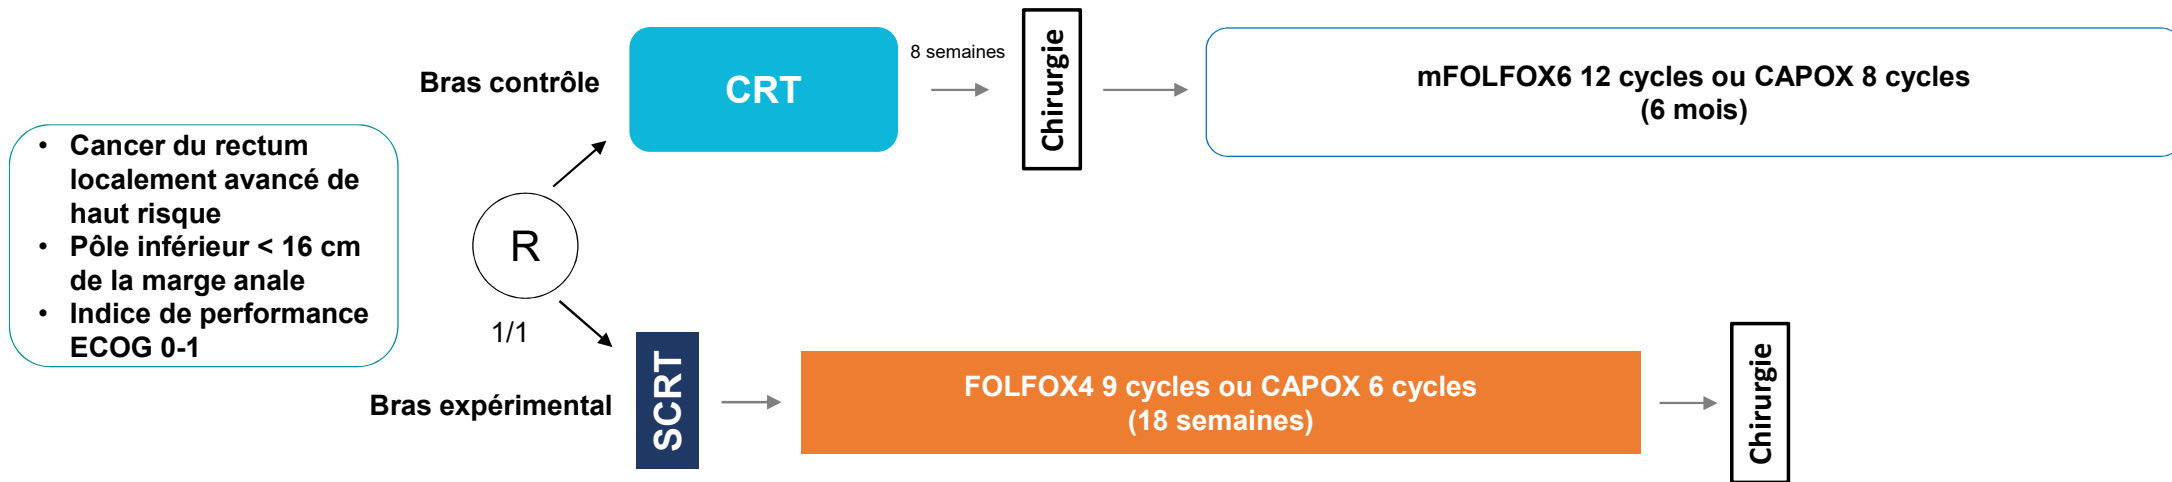 • Cancer du rectum
localement avancé de
haut risque
• Pôle inférieur < 16 cm
de la marge anale
• Indice de performance
ECOG 0-1
R
1/1
Bras contrôle
CRT
8 semaines
Chirurgie
mFOLFOX6 12 cycles ou CAPOX 8 cycles
(6 mois)
Bras expérimental
SCRT
FOLFOX4 9 cycles ou CAPOX 6 cycles
(18 semaines)
Chirurgie